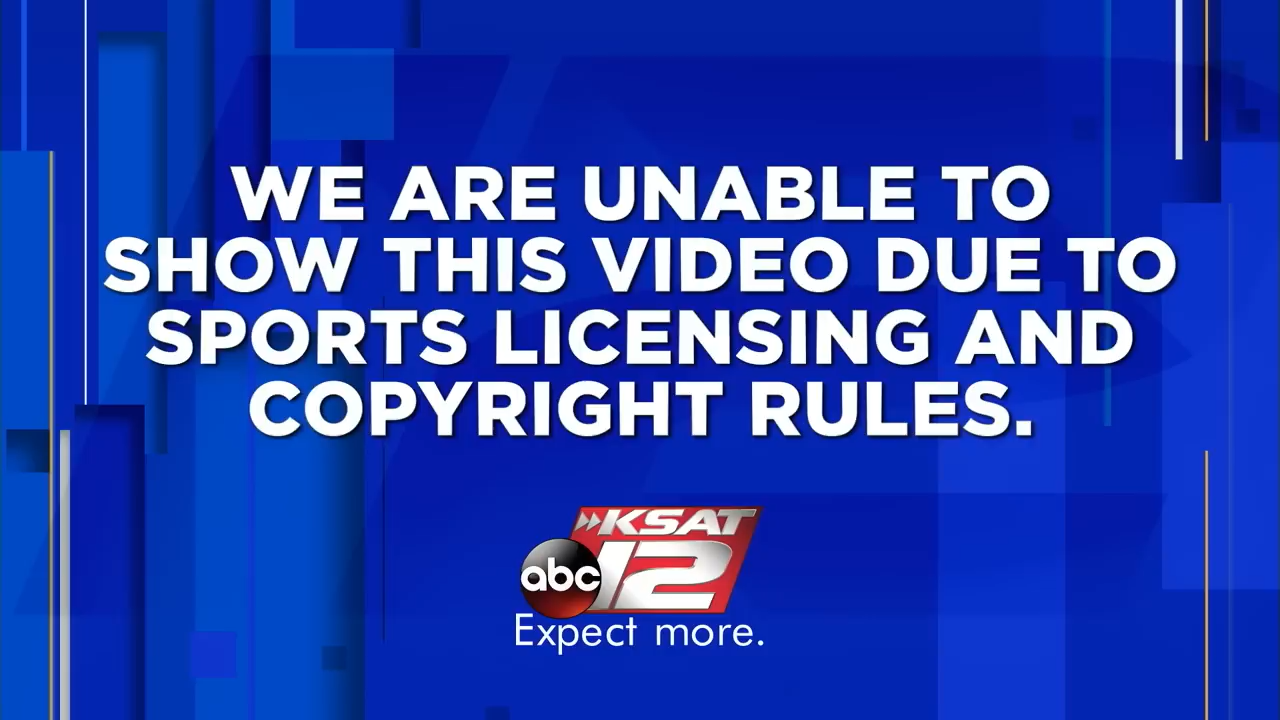 WE ARE UNABLE TO
SHOW THIS VIDEO DUE TO
SPORTS LICENSING AND
COPYRIGHT RULES.
KSAT
abc 12
Expect more.